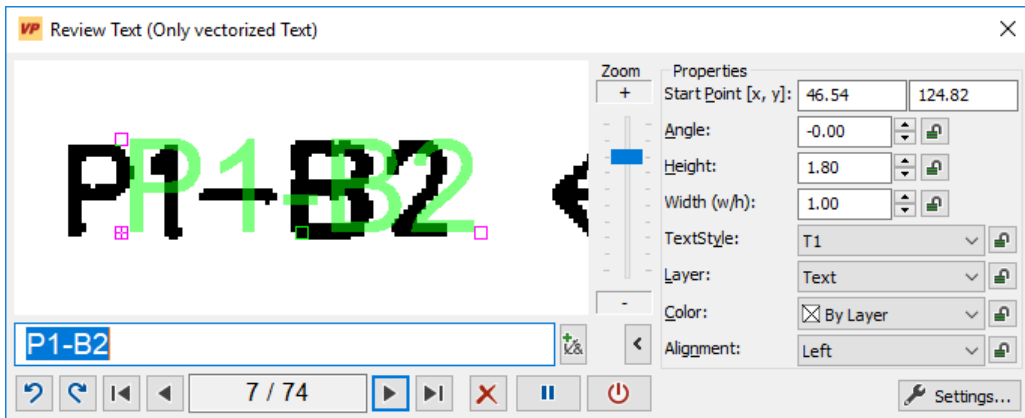 VP Review Text (Only vectorized Text)
P1-B2
P1-B2
Zoom
+
-
Properties
Start Point [x, y]: 46.54 124.82
Angle: -0.00
Height: 1.80
Width (w/h): 1.00
TextStyle: T1
Layer: Text
Color: By Layer
Alignment: Left
P1-B2
7 / 74
Settings...